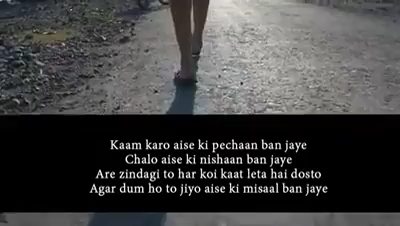 Kaam karo aise ki pechaan ban jaye
Chalo aise ki nishaan ban jaye
Are zindagi to har koi kaat leta hai dosto
Agar dum ho to jiyo aise ki misaal ban jaye